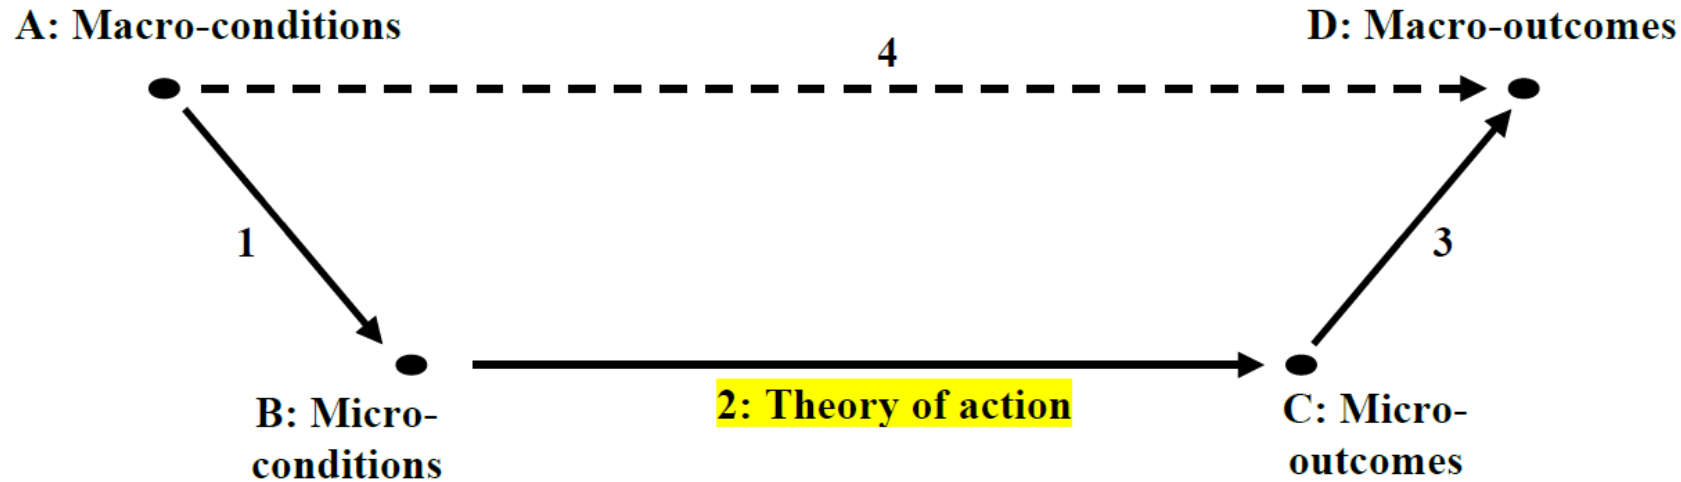 A: Macro-conditions
D: Macro-outcomes
4
1
3
2: Theory of action
B: Micro-
conditions
C: Micro-
outcomes